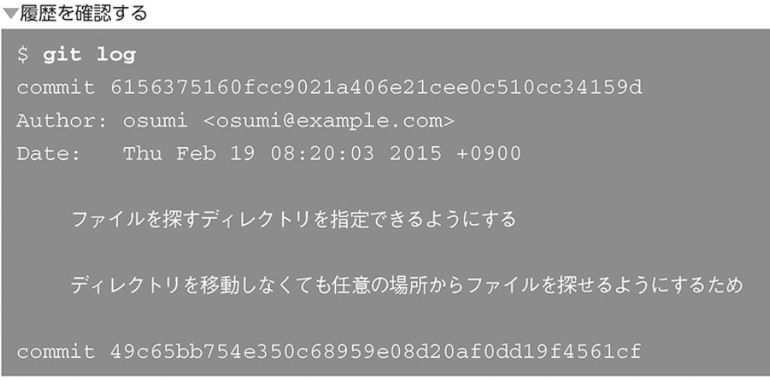 ▼履歴を確認する
$ git log
commit 6156375160fcc9021a406e21cee0c510cc34159d
Author: osumi <osumi@example.com>
Date:   Thu Feb 19 08:20:03 2015 +0900
ファイルを探すディレクトリを指定できるようにする
ディレクトリを移動しなくても任意の場所からファイルを探せるようにするため
commit 49c65bb754e350c68959e08d20af0dd19f4561cf